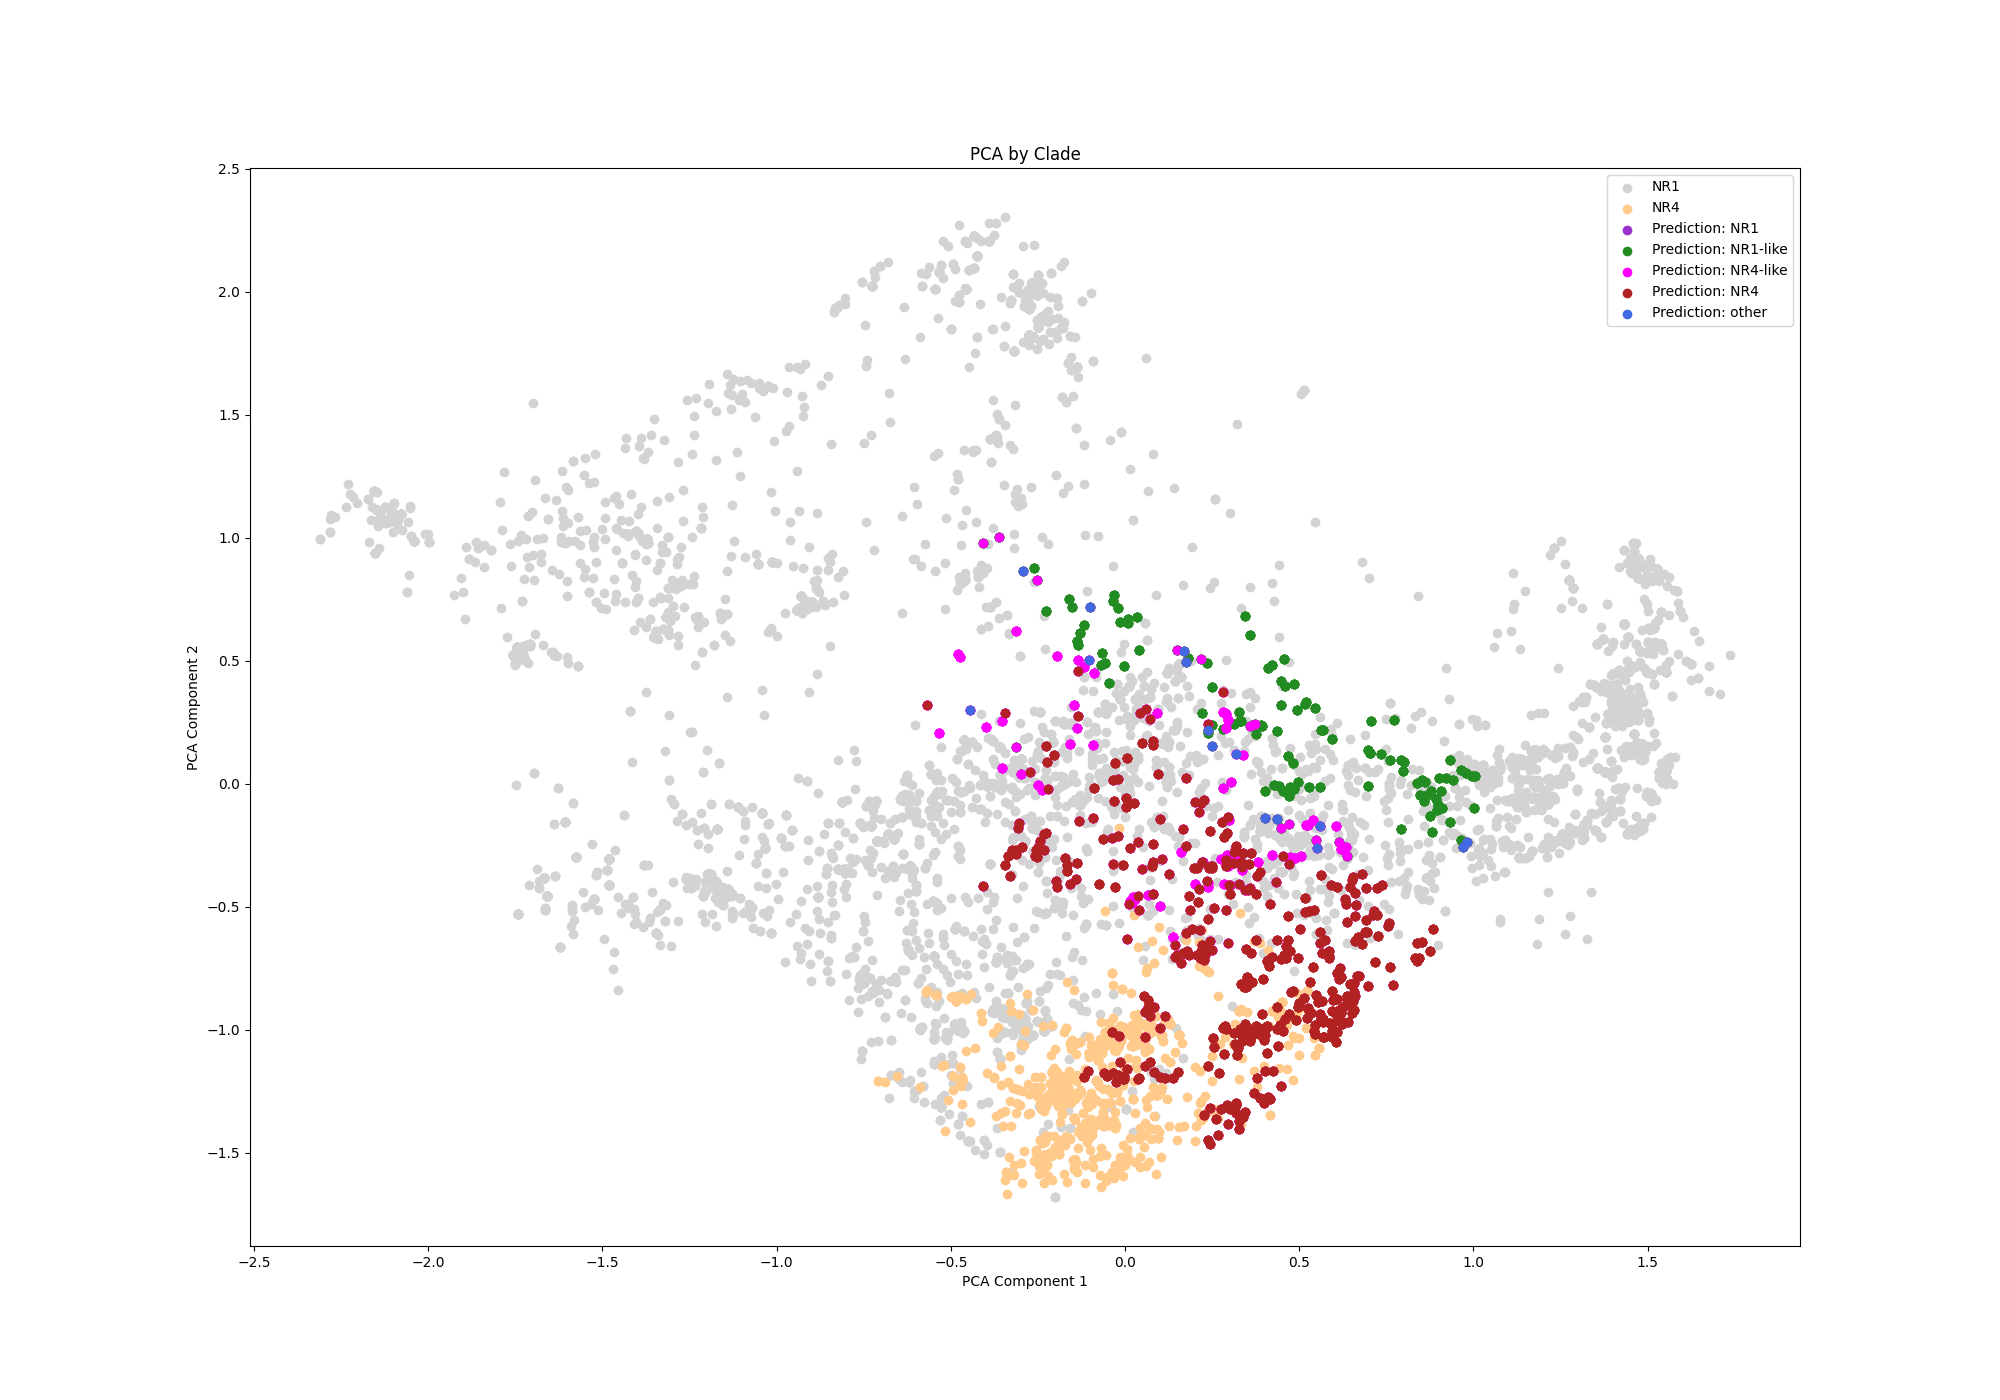 PCA by Clade
NR1
NR4
Prediction: NR1
Prediction: NR1-like
Prediction: NR4-like
Prediction: NR4
Prediction: other
2.5
2.0
1.5
1.0
0.5
0.0
−0.5
−1.0
−1.5
PCA Component 2
−2.5 −2.0 −1.5 −1.0 −0.5 0.0 0.5 1.0 1.5
PCA Component 1